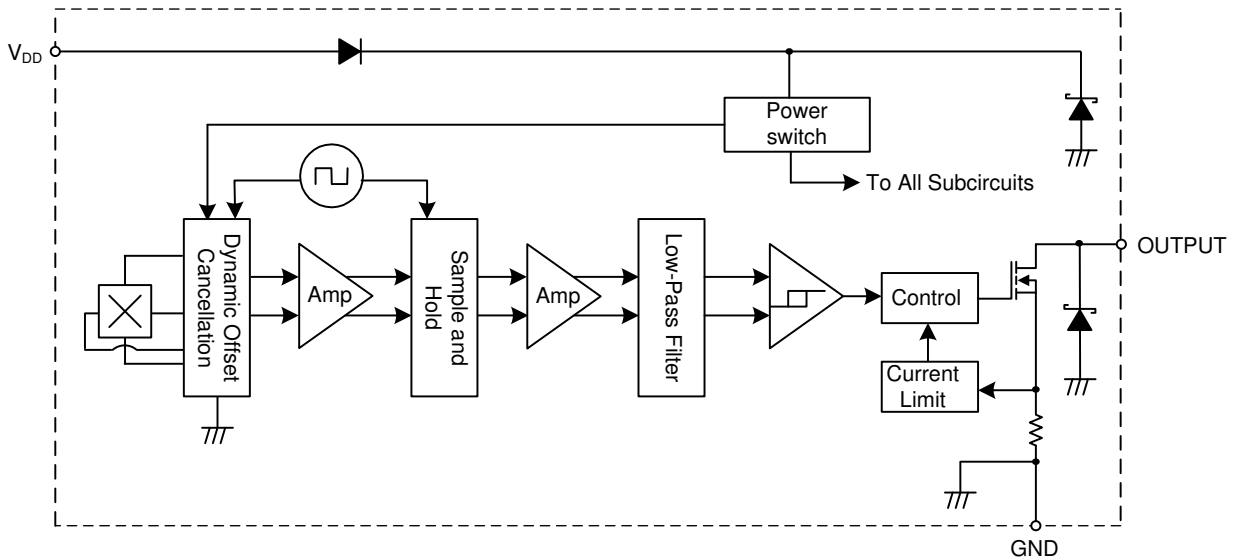 VDD
Power
switch
To All Subcircuits
OUTPUT
Dynamic Offset
Cancellation
Amp
Sample and
Hold
Amp
Low-Pass Filter
Control
Current
Limit
GND